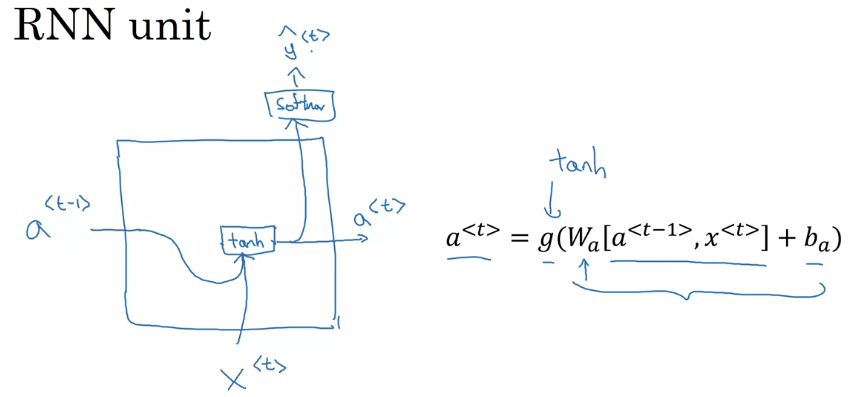 RNN unit
ŷ<t>
softmax
a<t-1>
tanh
a<t>
x<t>
tanh
a<t> = g(Wa[a<t−1>, x<t>] + ba)